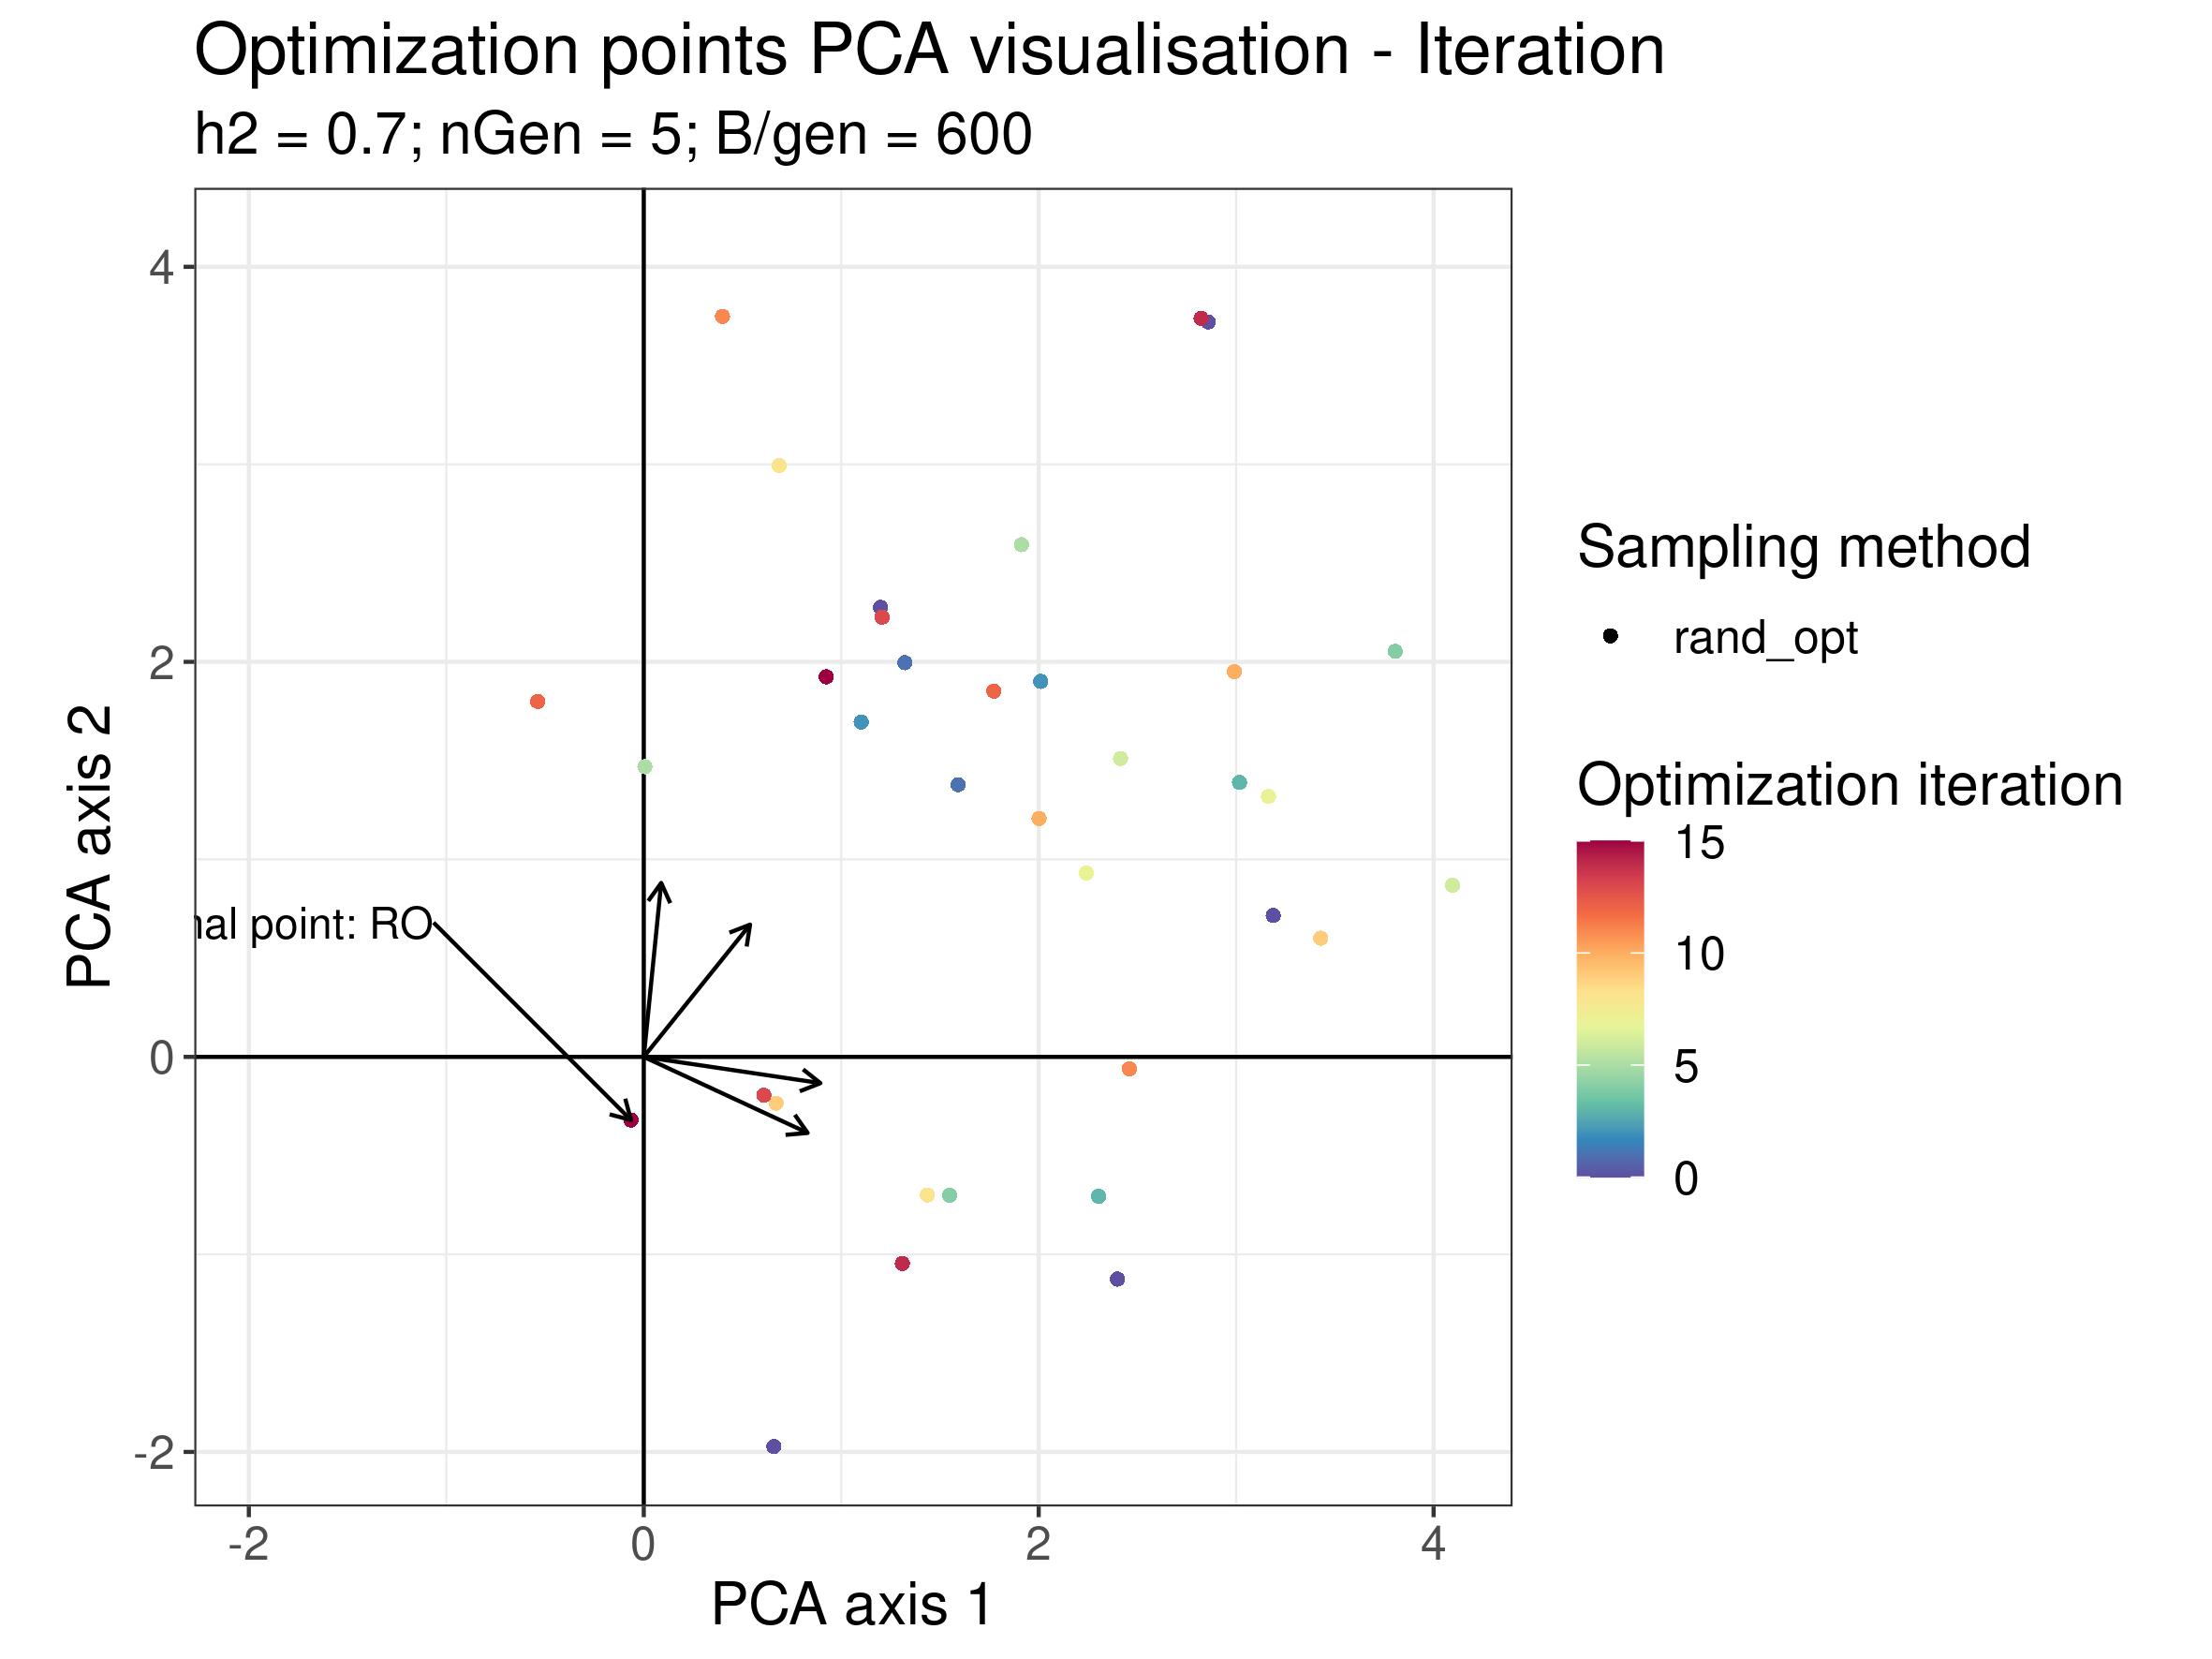 Optimization points PCA visualisation - Iteration
h2 = 0.7; nGen = 5; B/gen = 600
4
2
0
-2
PCA axis 2
nal point: RO
-2
0
2
4
PCA axis 1
Sampling method
rand_opt
Optimization iteration
15
10
5
0